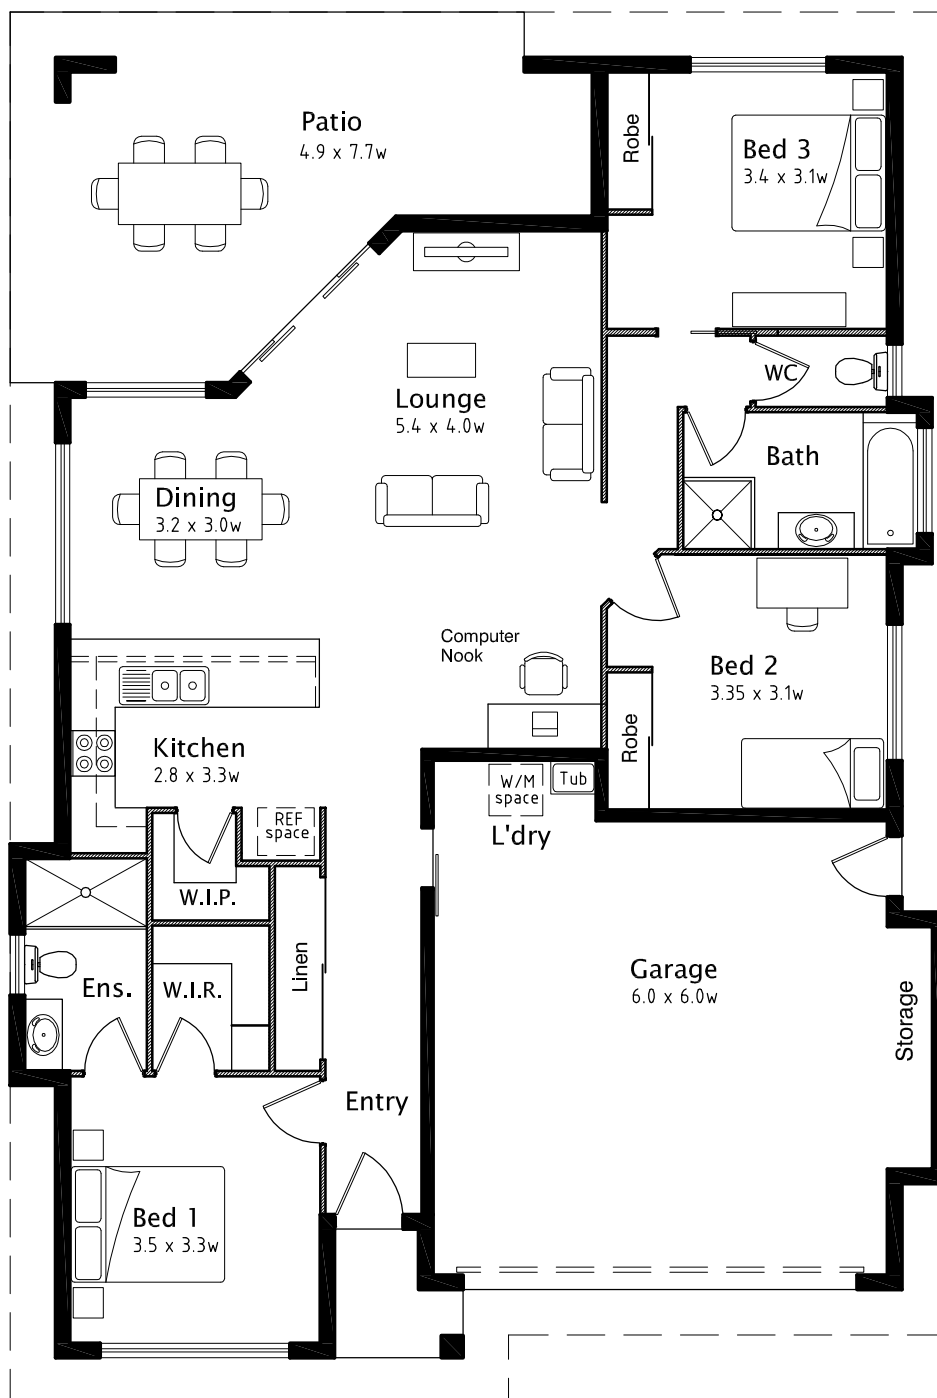 Patio
4.9 x 7.7w
Robe
Bed 3
3.4 x 3.1w
WC
Lounge
5.4 x 4.0w
Bath
Dining
3.2 x 3.0w
Computer
Nook
Bed 2
3.35 x 3.1w
Robe
Kitchen
2.8 x 3.3w
W/M
space
Tub
REF
space
L'dry
W.I.P.
Linen
Ens.
W.I.R.
Garage
6.0 x 6.0w
Storage
Entry
Bed 1
3.5 x 3.3w